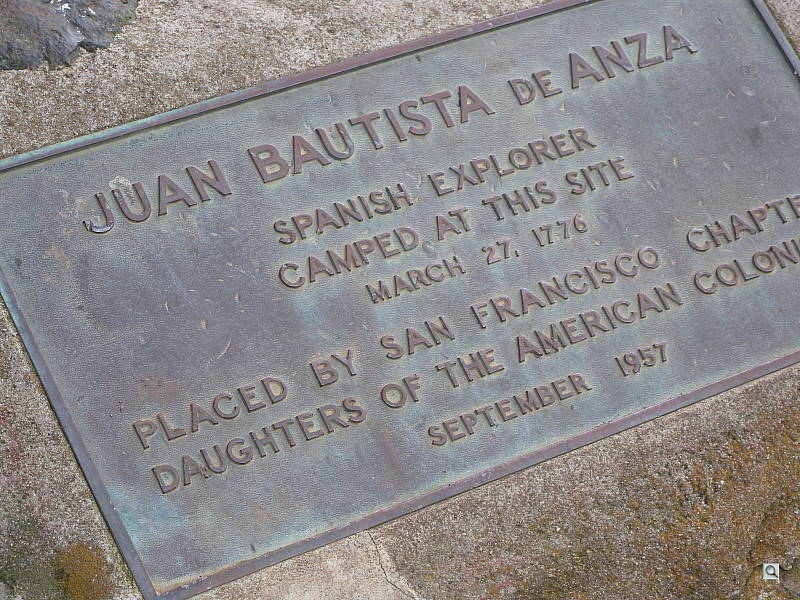 JUAN BAUTISTA DE ANZA
SPANISH EXPLORER
CAMPED AT THIS SITE
MARCH 27, 1776
PLACED BY SAN FRANCISCO CHAPTE
DAUGHTERS OF THE AMERICAN COLONI
SEPTEMBER 1957